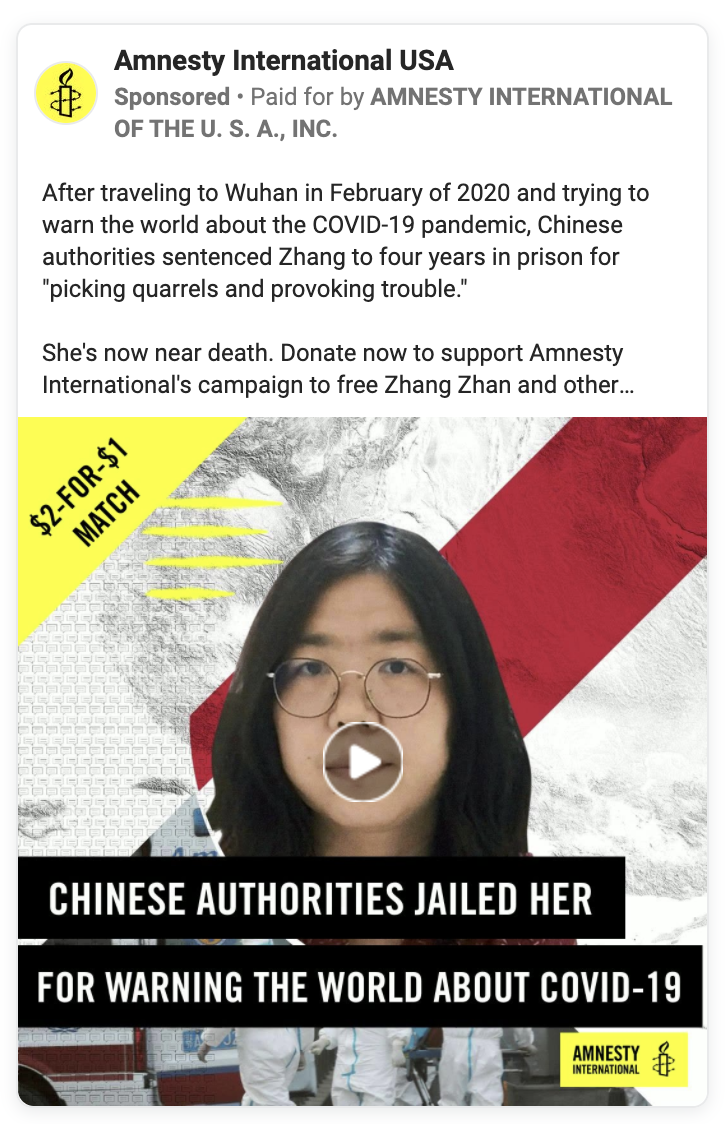 Amnesty International USA
Sponsored • Paid for by AMNESTY INTERNATIONAL
OF THE U. S. A., INC.
After traveling to Wuhan in February of 2020 and trying to
warn the world about the COVID-19 pandemic, Chinese
authorities sentenced Zhang to four years in prison for
"picking quarrels and provoking trouble."
She's now near death. Donate now to support Amnesty
International's campaign to free Zhang Zhan and other…
$2-FOR-$1
MATCH
CHINESE AUTHORITIES JAILED HER
FOR WARNING THE WORLD ABOUT COVID-19
AMNESTY
INTERNATIONAL